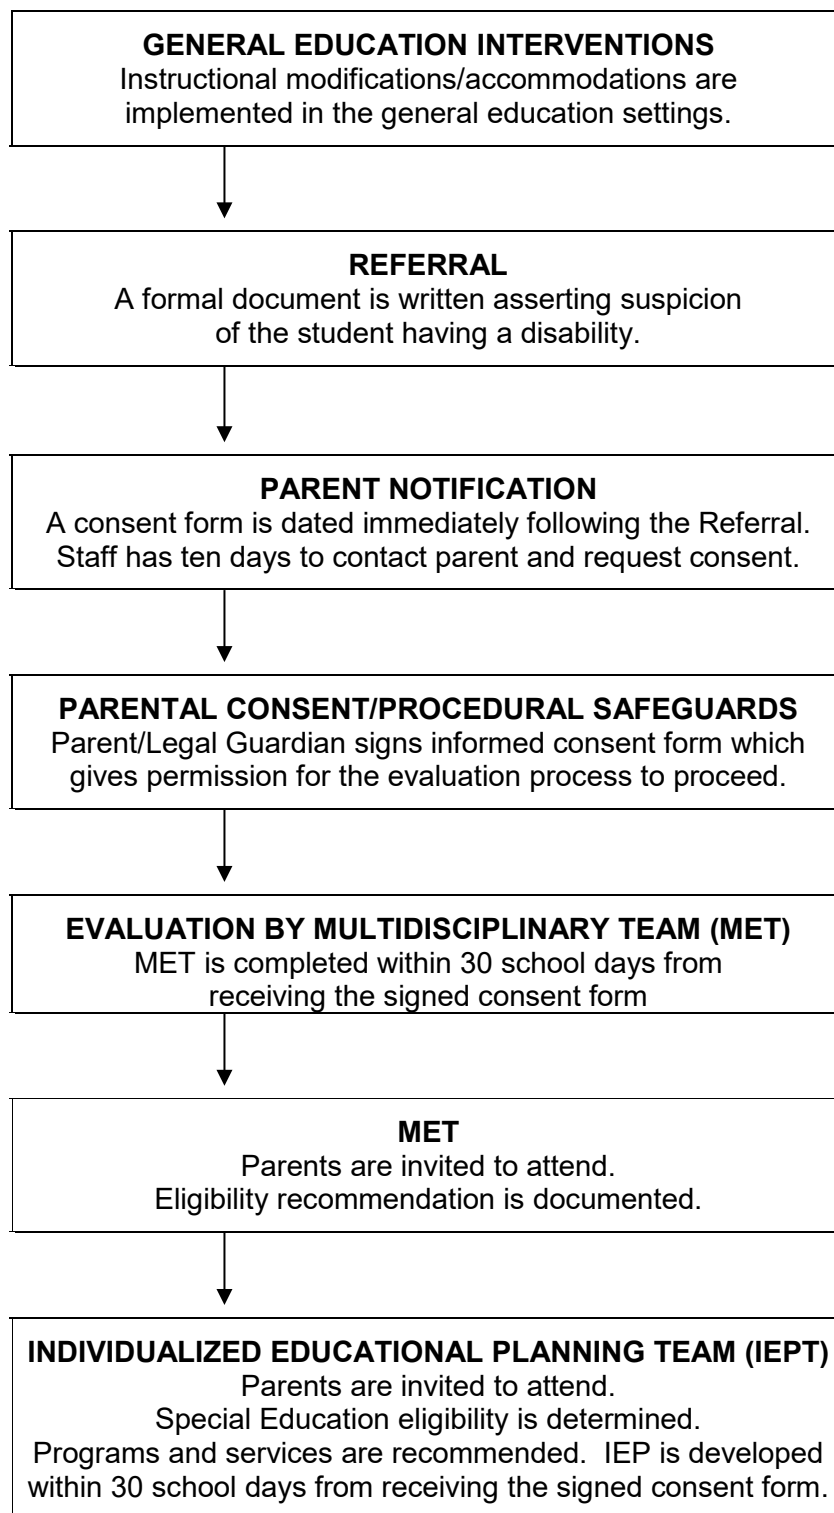 GENERAL EDUCATION INTERVENTIONS
Instructional modifications/accommodations are
implemented in the general education settings.
REFERRAL
A formal document is written asserting suspicion
of the student having a disability.
PARENT NOTIFICATION
A consent form is dated immediately following the Referral.
Staff has ten days to contact parent and request consent.
PARENTAL CONSENT/PROCEDURAL SAFEGUARDS
Parent/Legal Guardian signs informed consent form which
gives permission for the evaluation process to proceed.
EVALUATION BY MULTIDISCIPLINARY TEAM (MET)
MET is completed within 30 school days from
receiving the signed consent form
MET
Parents are invited to attend.
Eligibility recommendation is documented.
INDIVIDUALIZED EDUCATIONAL PLANNING TEAM (IEPT)
Parents are invited to attend.
Special Education eligibility is determined.
Programs and services are recommended.  IEP is developed
within 30 school days from receiving the signed consent form.